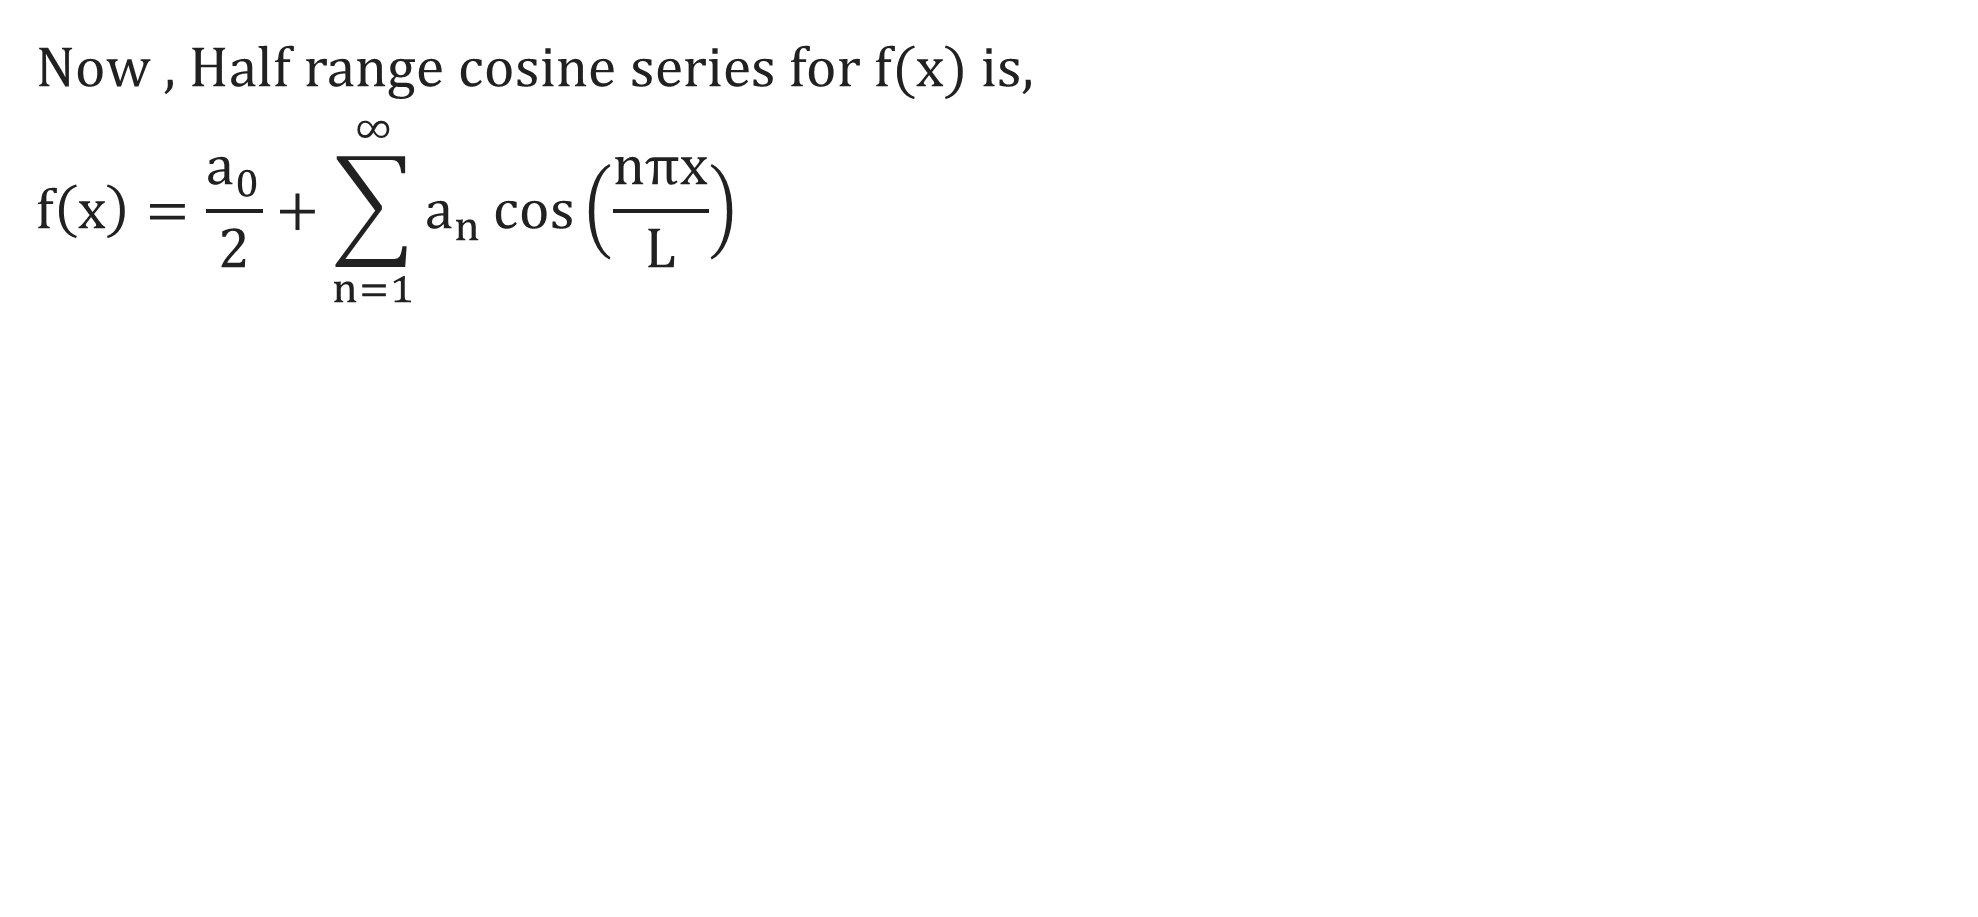 Now , Half range cosine series for f(x) is,
f(x) = a₀/2 + ∑_{n=1}^{∞} aₙ cos (nπx/L)